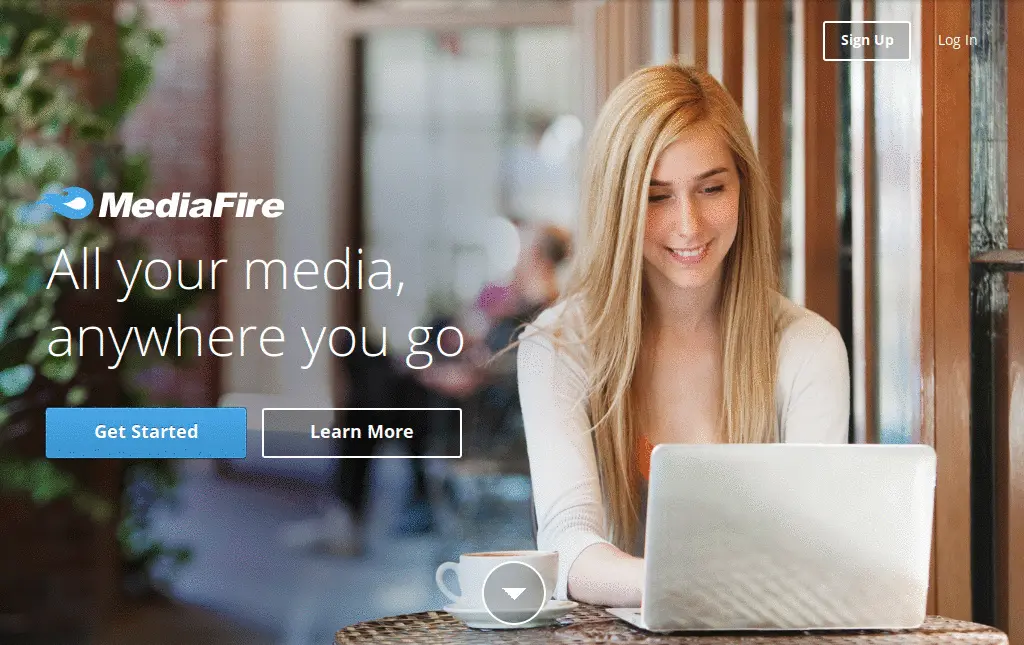 Sign Up
Log In
MediaFire
All your media,
anywhere you go
Get Started
Learn More